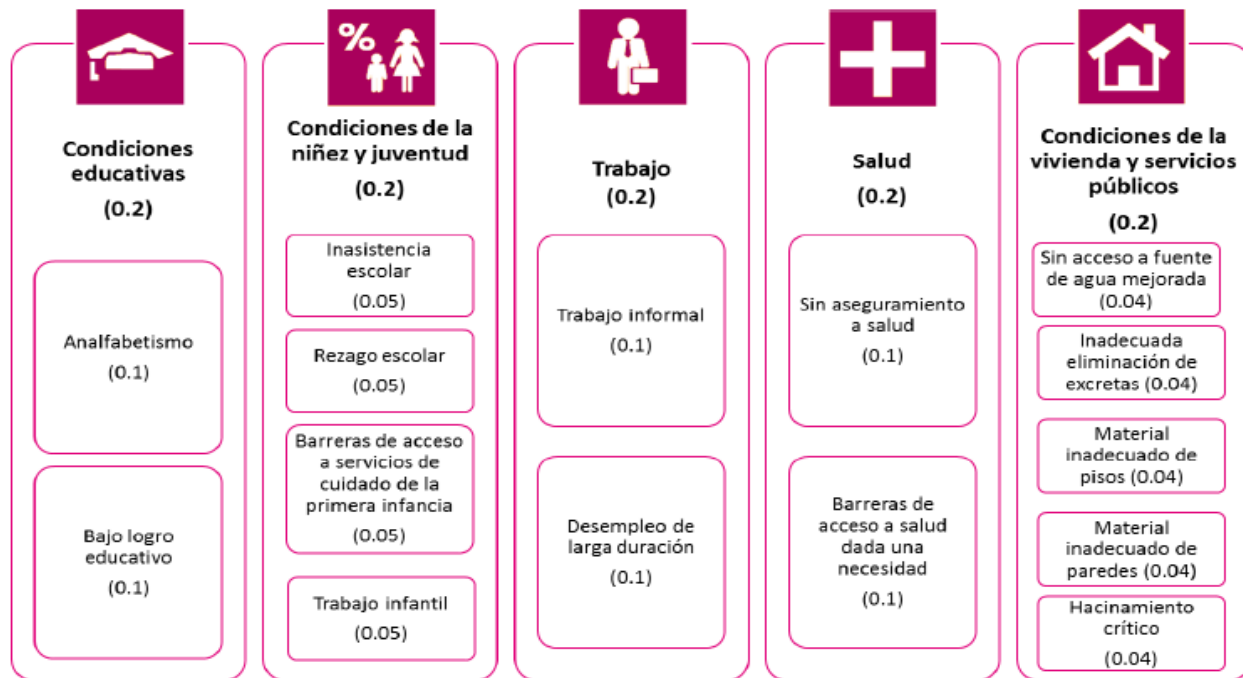 Condiciones
educativas
(0.2)
Analfabetismo
(0.1)
Bajo logro
educativo
(0.1)
%
Condiciones de la
niñez y juventud
(0.2)
Inasistencia
escolar
(0.05)
Rezago escolar
(0.05)
Barreras de acceso
a servicios de
cuidado de la
primera infancia
(0.05)
Trabajo infantil
(0.05)
Trabajo
(0.2)
Trabajo informal
(0.1)
Desempleo de
larga duración
(0.1)
Salud
(0.2)
Sin aseguramiento
a salud
(0.1)
Barreras de
acceso a salud
dada una
necesidad
(0.1)
Condiciones de la
vivienda y servicios
públicos
(0.2)
Sin acceso a fuente
de agua mejorada
(0.04)
Inadecuada
eliminación de
excretas (0.04)
Material
inadecuado de
pisos (0.04)
Material
inadecuado de
paredes (0.04)
Hacinamiento
crítico
(0.04)